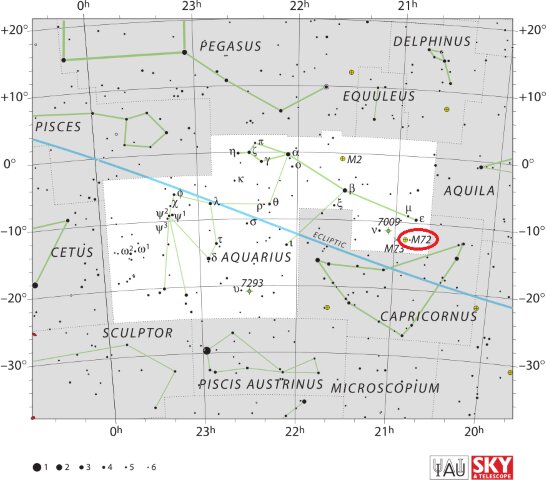 0h 23h 22h 21h
+20° +20°
PEGASUS
DELPHINUS
+10° +10°
EQUULEUS
PISCES
η ζ π α
γ ο
M2
0° 0°
κ
AQUILA
β
φ
χ λ ρ θ ξ μ ε
ψ² ψ¹
ψ³
σ
7009
ν
M72
M73
–10° –10°
CETUS
ω² ω¹
τ
ι
ECLIPTIC
δ AQUARIUS
υ 7293
–20° –20°
CAPRICORNUS
SCULPTOR
–30° –30°
PISCIS AUSTRINUS
MICROSCOPIUM
0h 23h 22h 21h 20h
1 2 3 4 5 6
IAU
SKY
& TELESCOPE